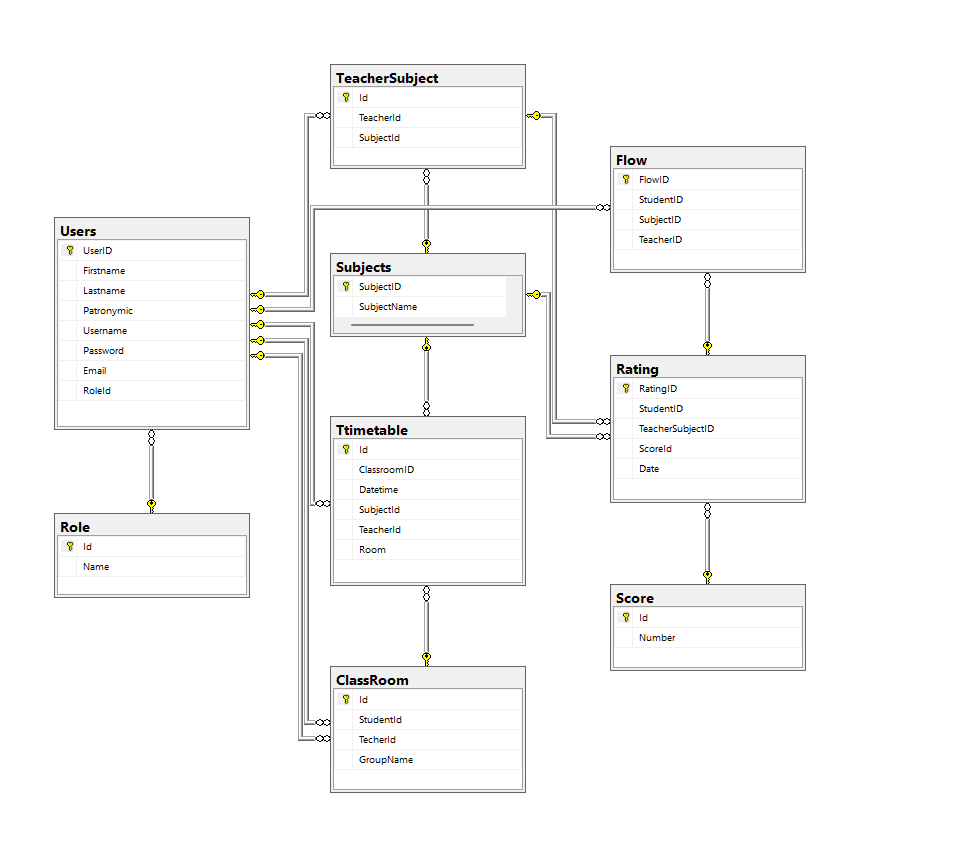 TeacherSubject
Id
TeacherId
SubjectId
Flow
FlowID
StudentID
SubjectID
TeacherID
Users
UserID
Firstname
Lastname
Patronymic
Username
Password
Email
RoleId
Subjects
SubjectID
SubjectName
Rating
RatingID
StudentID
TeacherSubjectID
ScoreId
Date
Ttimetable
Id
ClassroomID
Datetime
SubjectId
TeacherId
Room
Role
Id
Name
Score
Id
Number
ClassRoom
Id
StudentId
TecherId
GroupName